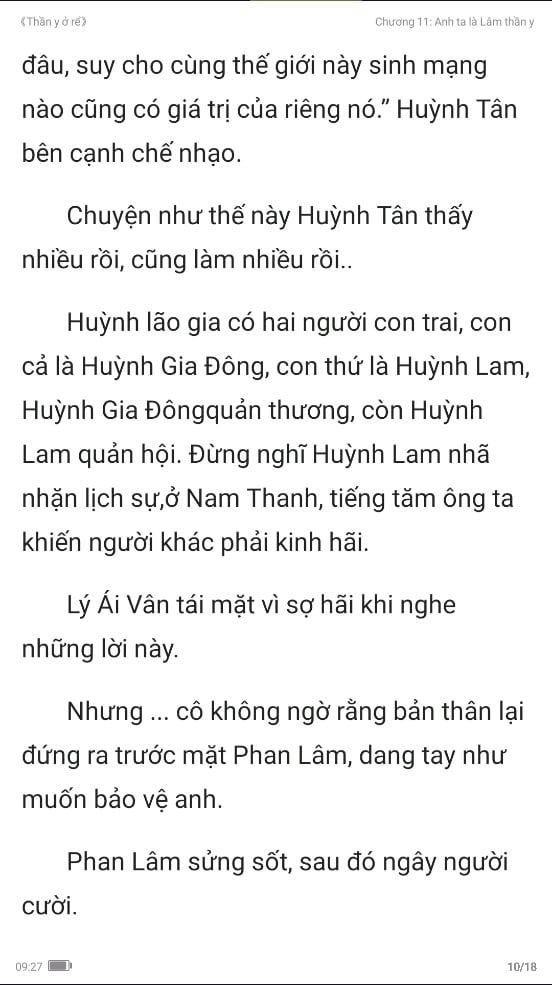 《Thần y ở rể》 Chương 11: Anh ta là Lâm thần y
đâu, suy cho cùng thế giới này sinh mạng
nào cũng có giá trị của riêng nó.” Huỳnh Tân
bên cạnh chế nhạo.
Chuyện như thế này Huỳnh Tân thấy
nhiều rồi, cũng làm nhiều rồi..
Huỳnh lão gia có hai người con trai, con
cả là Huỳnh Gia Đông, con thứ là Huỳnh Lam,
Huỳnh Gia Đôngquản thương, còn Huỳnh
Lam quản hội. Đừng nghĩ Huỳnh Lam nhã
nhặn lịch sự,ở Nam Thanh, tiếng tăm ông ta
khiến người khác phải kinh hãi.
Lý Ái Vân tái mặt vì sợ hãi khi nghe
những lời này.
Nhưng ... cô không ngờ rằng bản thân lại
đứng ra trước mặt Phan Lâm, dang tay như
muốn bảo vệ anh.
Phan Lâm sửng sốt, sau đó ngây người
cười.
09:27 10/18